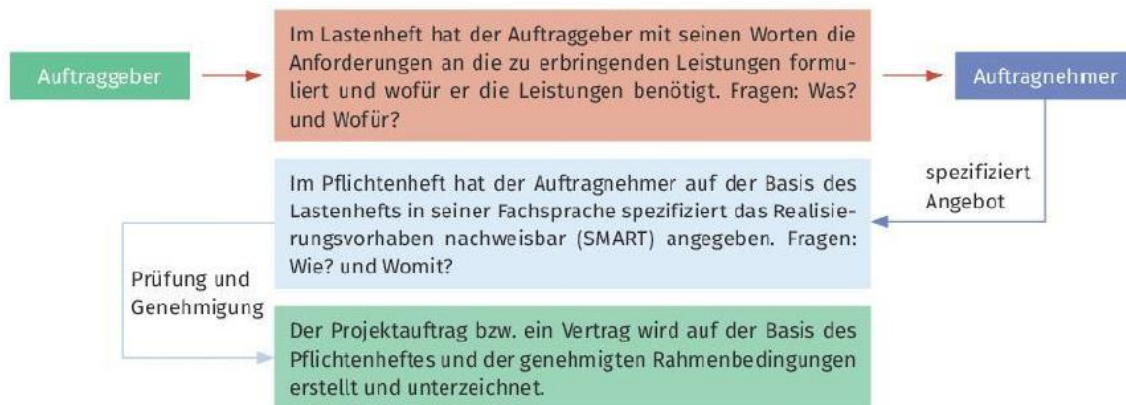 Auftraggeber
Im Lastenheft hat der Auftraggeber mit seinen Worten die
Anforderungen an die zu erbringenden Leistungen formu-
liert und wofür er die Leistungen benötigt. Fragen: Was?
und Wofür?
Auftragnehmer
spezifiziert
Angebot
Im Pflichtenheft hat der Auftragnehmer auf der Basis des
Lastenhefts in seiner Fachsprache spezifiziert das Realisie-
rungsvorhaben nachweisbar (SMART) angegeben. Fragen:
Wie? und Womit?
Prüfung und
Genehmigung
Der Projektauftrag bzw. ein Vertrag wird auf der Basis des
Pflichtenheftes und der genehmigten Rahmenbedingungen
erstellt und unterzeichnet.